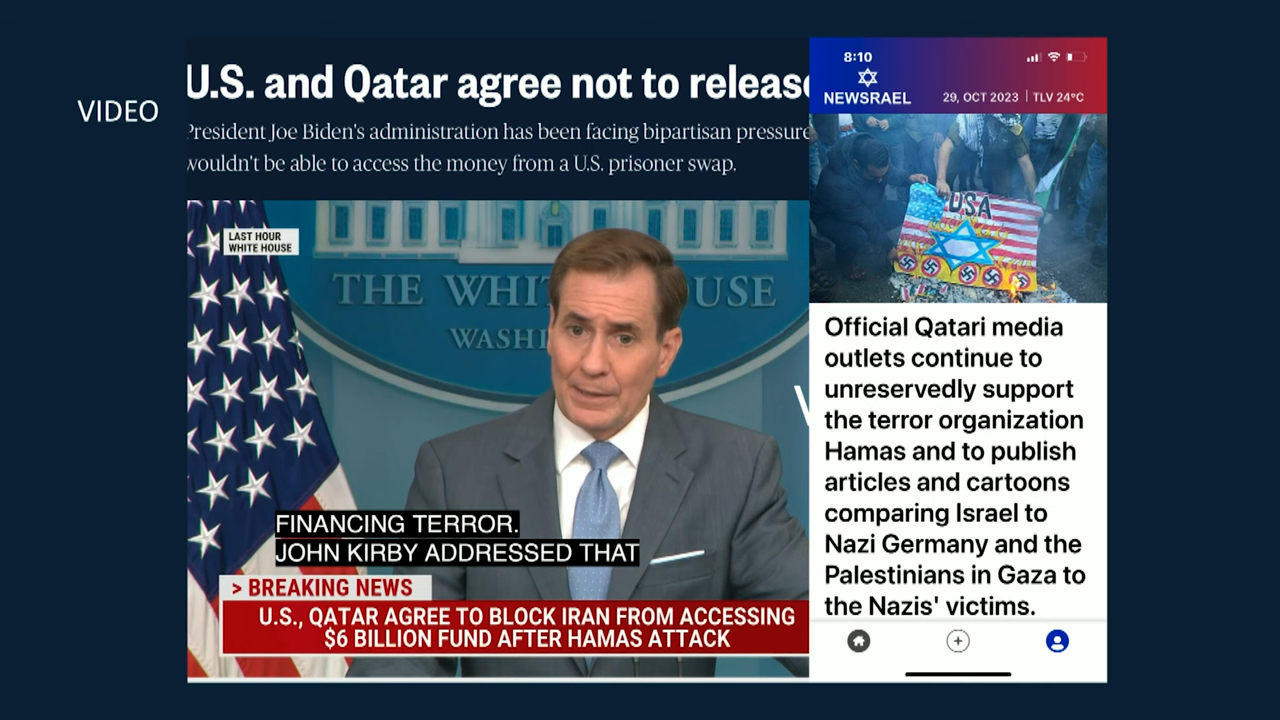 VIDEO
U.S. and Qatar agree not to release
President Joe Biden's administration has been facing bipartisan pressure
wouldn't be able to access the money from a U.S. prisoner swap.
LAST HOUR
WHITE HOUSE
THE WHIT USE
WASHI
FINANCING TERROR.
JOHN KIRBY ADDRESSED THAT
> BREAKING NEWS
U.S., QATAR AGREE TO BLOCK IRAN FROM ACCESSING
$6 BILLION FUND AFTER HAMAS ATTACK
8:10
NEWSRAEL
29, OCT 2023 | TLV 24°C
USA
Official Qatari media
outlets continue to
unreservedly support
the terror organization
Hamas and to publish
articles and cartoons
comparing Israel to
Nazi Germany and the
Palestinians in Gaza to
the Nazis' victims.